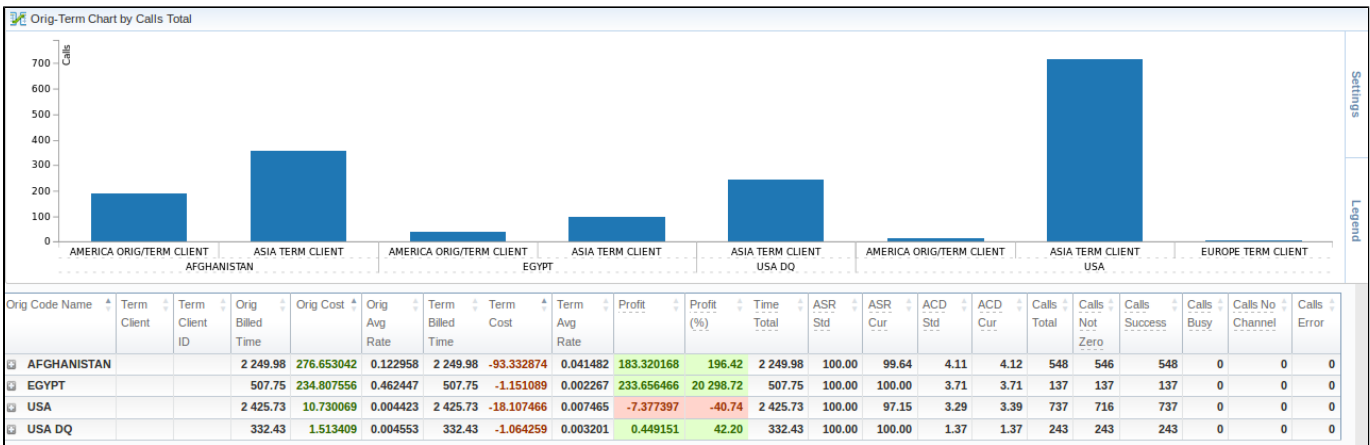 Orig-Term Chart by Calls Total
Calls
700
600
500
400
300
200
100
0
AMERICA ORIG/TERM CLIENT ASIA TERM CLIENT AMERICA ORIG/TERM CLIENT ASIA TERM CLIENT ASIA TERM CLIENT AMERICA ORIG/TERM CLIENT ASIA TERM CLIENT EUROPE TERM CLIENT
AFGHANISTAN EGYPT USA DQ USA
Settings
Legend
Orig Code Name Term Term Orig Orig Cost Orig Term Term Term Profit Profit Time ASR ASR ACD ACD Calls Calls Calls Calls Calls No Calls
Client Client Billed Avg Billed Cost Avg (%) Total Std Cur Std Cur Total Not Success Busy Channel Error
ID Time Rate Time Rate Zero
AFGHANISTAN 2 249.98 276.653042 0.122958 2 249.98 -93.332874 0.041482 183.320168 196.42 2 249.98 100.00 99.64 4.11 4.12 548 546 548 0 0 0
EGYPT 507.75 234.807556 0.462447 507.75 -1.151089 0.002267 233.656466 20 298.72 507.75 100.00 100.00 3.71 3.71 137 137 137 0 0 0
USA 2 425.73 10.730069 0.004423 2 425.73 -18.107466 0.007465 -7.377397 -40.74 2 425.73 100.00 97.15 3.29 3.39 737 716 737 0 0 0
USA DQ 332.43 1.513409 0.004553 332.43 -1.064259 0.003201 0.449151 42.20 332.43 100.00 100.00 1.37 1.37 243 243 243 0 0 0